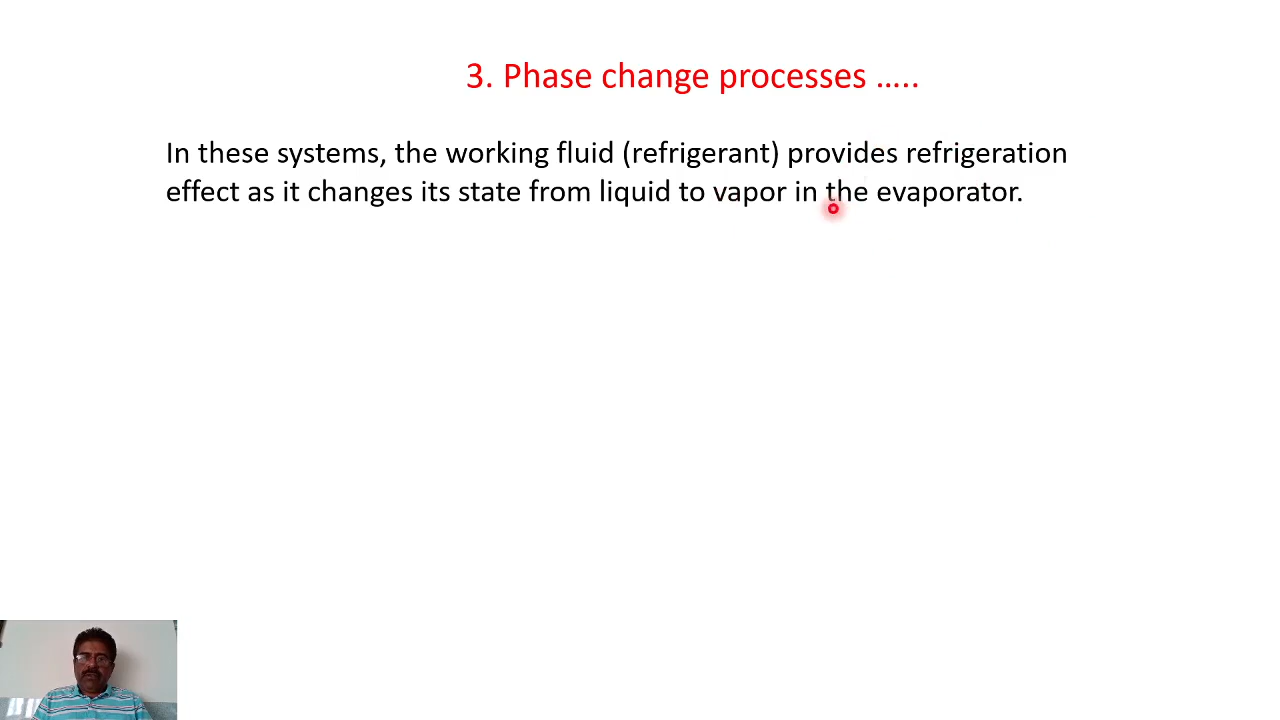 3. Phase change processes …..
In these systems, the working fluid (refrigerant) provides refrigeration
effect as it changes its state from liquid to vapor in the evaporator.